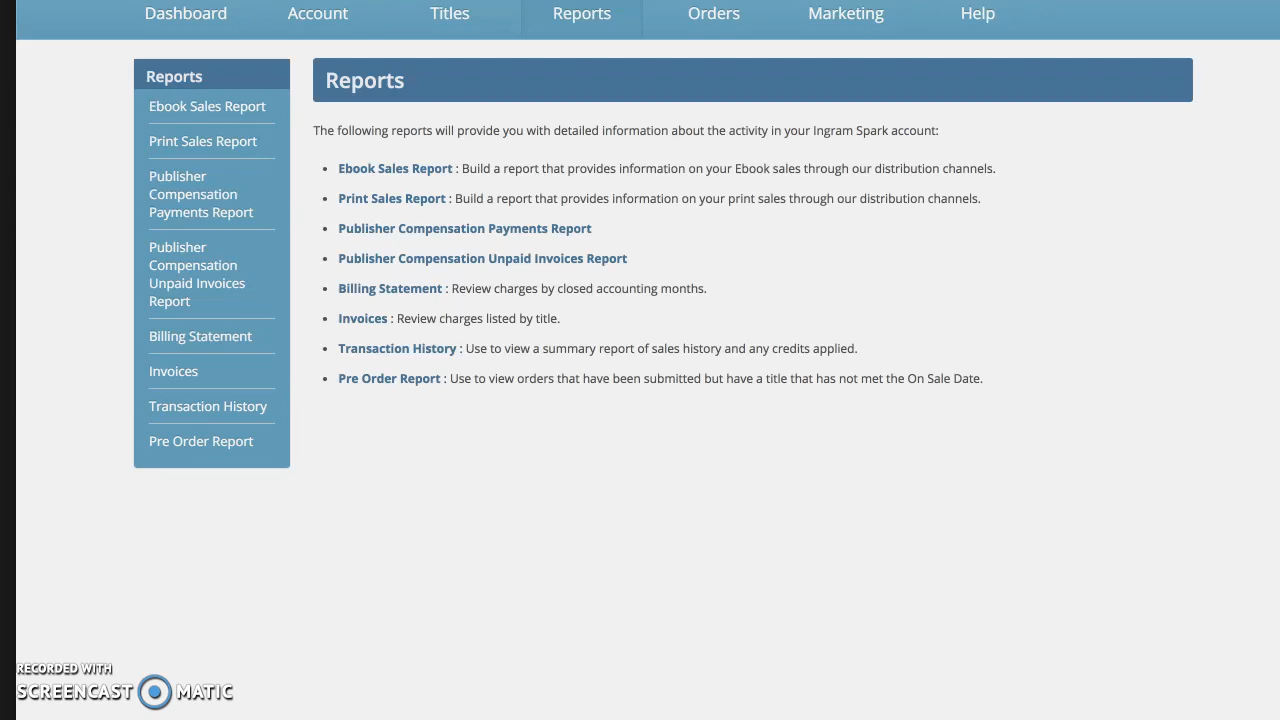 Dashboard Account Titles Reports Orders Marketing Help
Reports
Ebook Sales Report
Print Sales Report
Publisher
Compensation
Payments Report
Publisher
Compensation
Unpaid Invoices
Report
Billing Statement
Invoices
Transaction History
Pre Order Report
Reports
The following reports will provide you with detailed information about the activity in your Ingram Spark account:
• Ebook Sales Report : Build a report that provides information on your Ebook sales through our distribution channels.
• Print Sales Report : Build a report that provides information on your print sales through our distribution channels.
• Publisher Compensation Payments Report
• Publisher Compensation Unpaid Invoices Report
• Billing Statement : Review charges by closed accounting months.
• Invoices : Review charges listed by title.
• Transaction History : Use to view a summary report of sales history and any credits applied.
• Pre Order Report : Use to view orders that have been submitted but have a title that has not met the On Sale Date.
RECORDED WITH
SCREENCAST MATIC